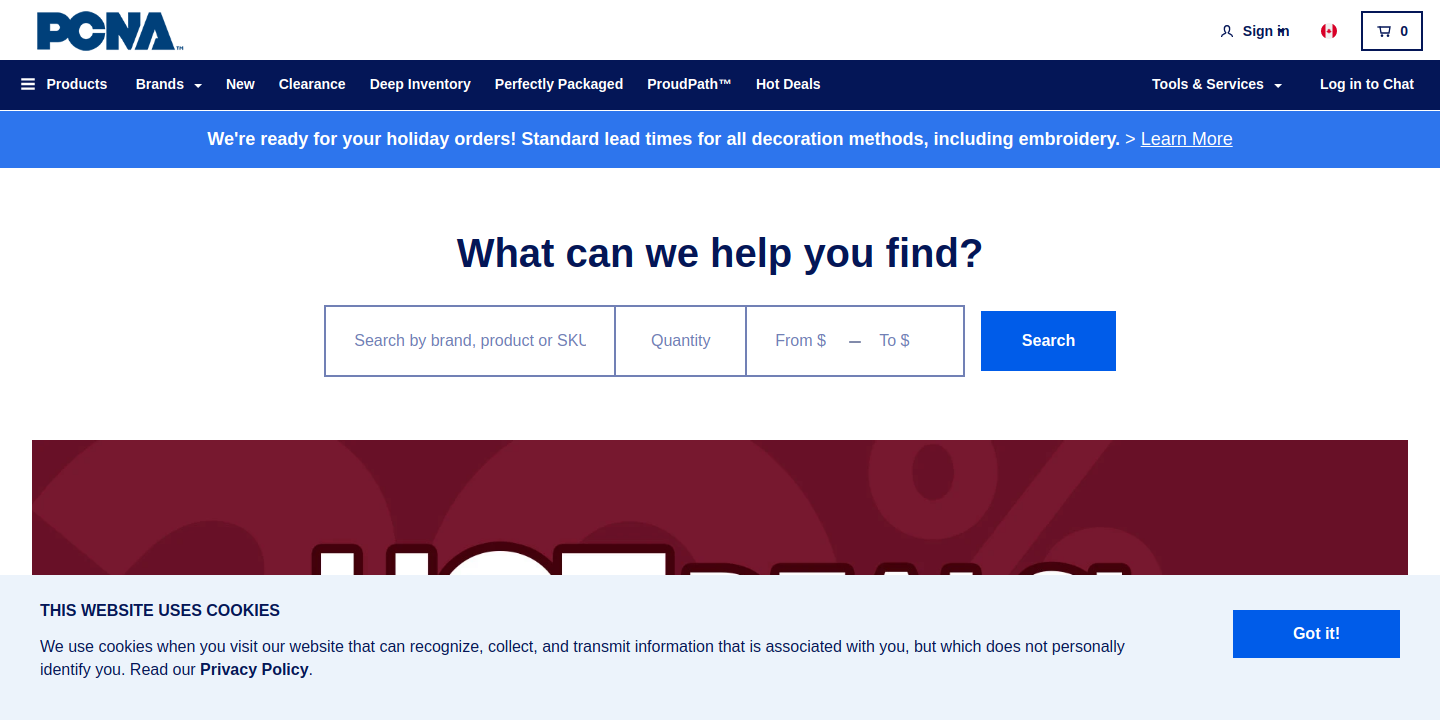 PCNA™
Sign in
0
Products
Brands
New
Clearance
Deep Inventory
Perfectly Packaged
ProudPath™
Hot Deals
Tools & Services
Log in to Chat
We're ready for your holiday orders! Standard lead times for all decoration methods, including embroidery. > Learn More
What can we help you find?
Search by brand, product or SKU
Quantity
From $
–
To $
Search
%
THIS WEBSITE USES COOKIES
We use cookies when you visit our website that can recognize, collect, and transmit information that is associated with you, but which does not personally
identify you. Read our Privacy Policy.
Got it!